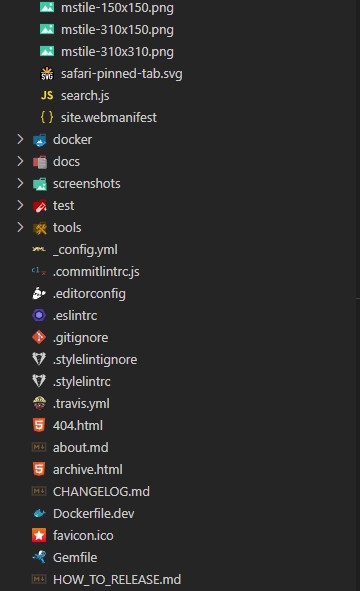 mstile-150x150.png
mstile-310x150.png
mstile-310x310.png
SVG safari-pinned-tab.svg
JS search.js
{ } site.webmanifest
docker
docs
screenshots
test
tools
_config.yml
.commitlintrc.js
.editorconfig
.eslintrc
.gitignore
.stylelintignore
.stylelintrc
.travis.yml
404.html
about.md
archive.html
CHANGELOG.md
Dockerfile.dev
favicon.ico
Gemfile
HOW_TO_RELEASE.md